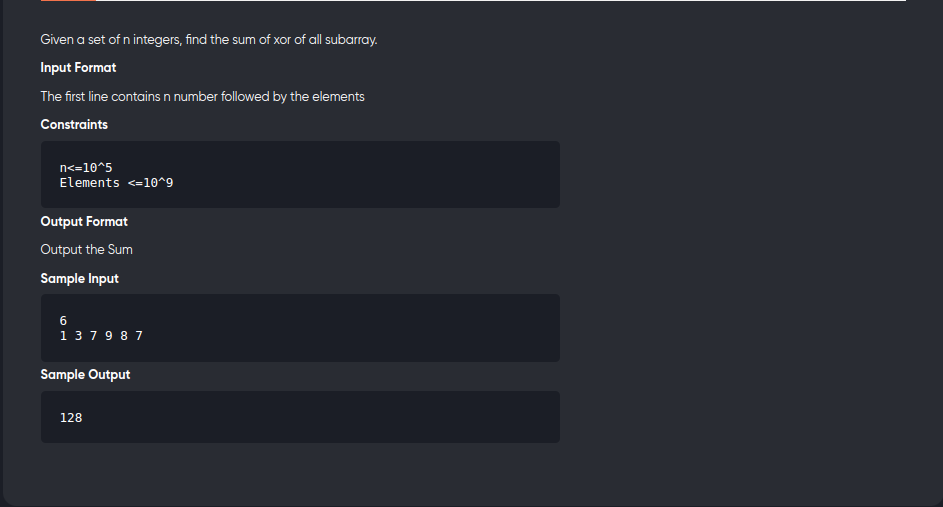 Given a set of n integers, find the sum of xor of all subarray.
Input Format
The first line contains n number followed by the elements
Constraints
n<=10^5
Elements <=10^9
Output Format
Output the Sum
Sample Input
6
1 3 7 9 8 7
Sample Output
128